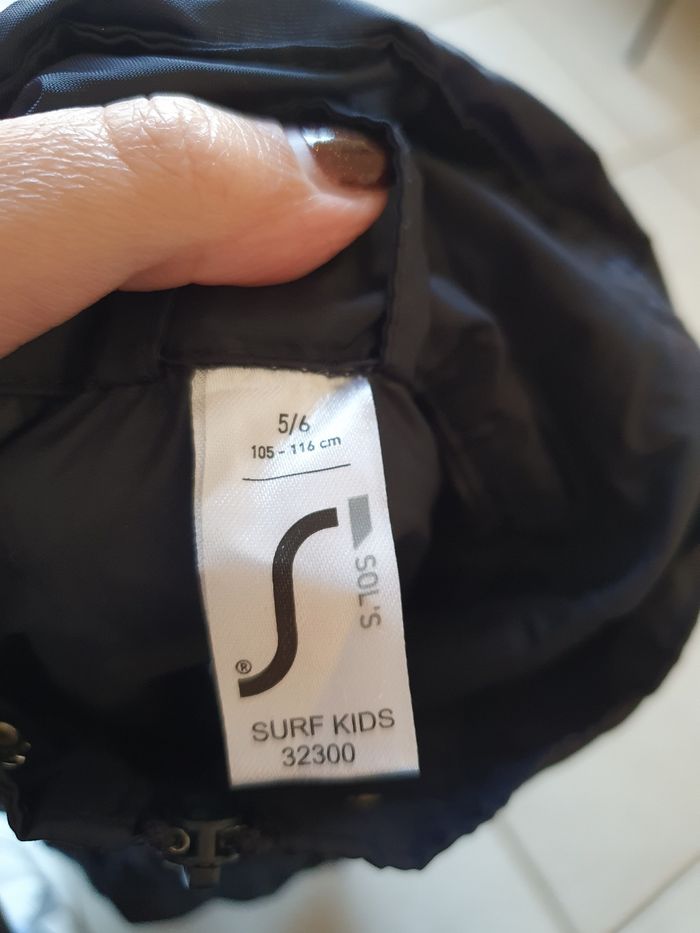 5/6
105 - 116 cm
SOL'S
®
SURF KIDS
32300